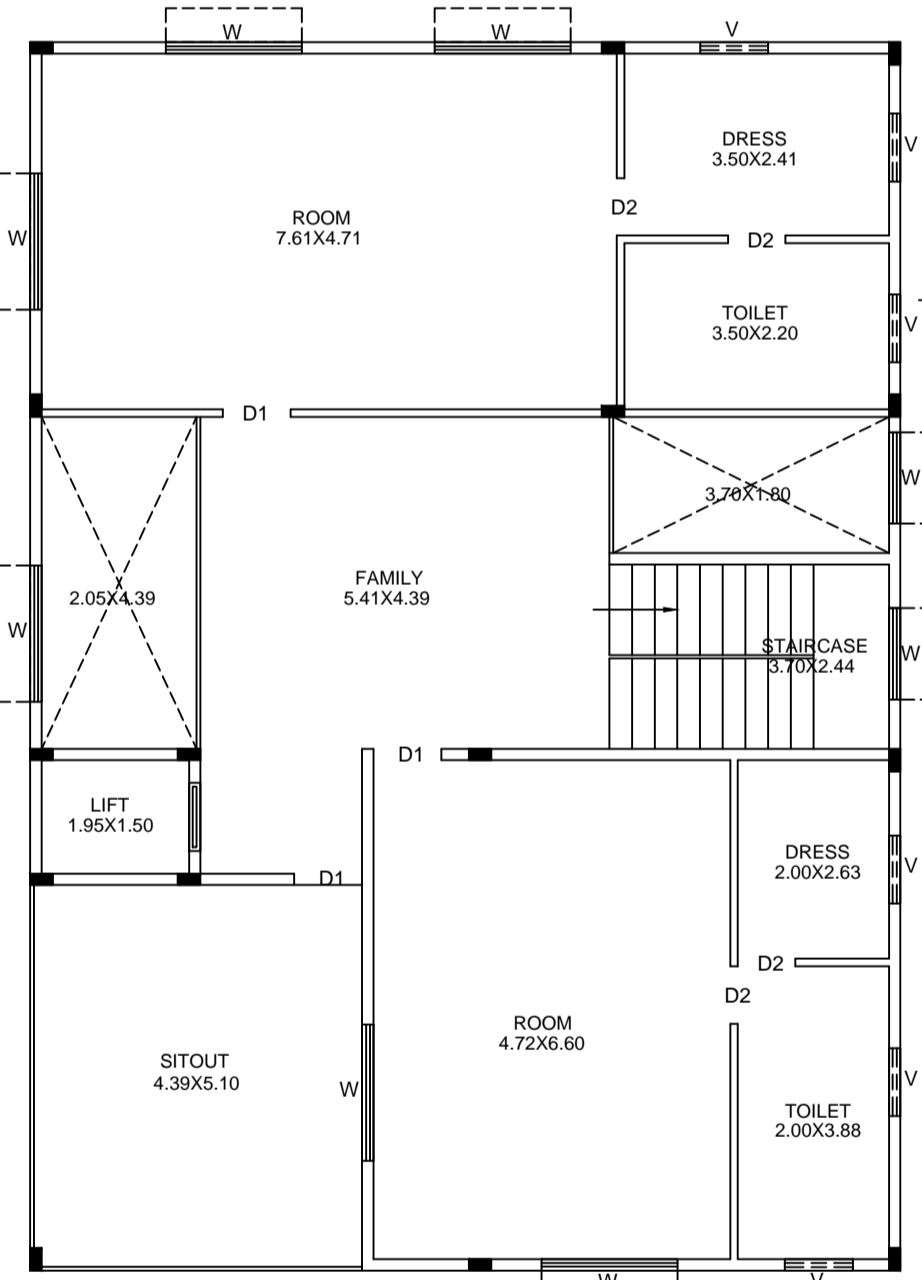 W
W
V
DRESS
3.50X2.41
V
D2
ROOM
7.61X4.71
W
D2
TOILET
3.50X2.20
V
D1
W
3.70X1.80
FAMILY
5.41X4.39
2.05X4.39
W
STAIRCASE
3.70X2.44
W
D1
LIFT
1.95X1.50
DRESS
2.00X2.63
V
D1
D2
D2
ROOM
4.72X6.60
SITOUT
4.39X5.10
W
V
TOILET
2.00X3.88
W
V